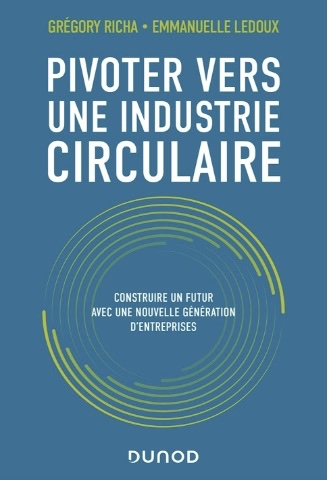 GRÉGORY RICHA • EMMANUELLE LEDOUX
PIVOTER VERS
UNE INDUSTRIE
CIRCULAIRE
CONSTRUIRE UN FUTUR
AVEC UNE NOUVELLE GÉNÉRATION
D'ENTREPRISES
DUNOD